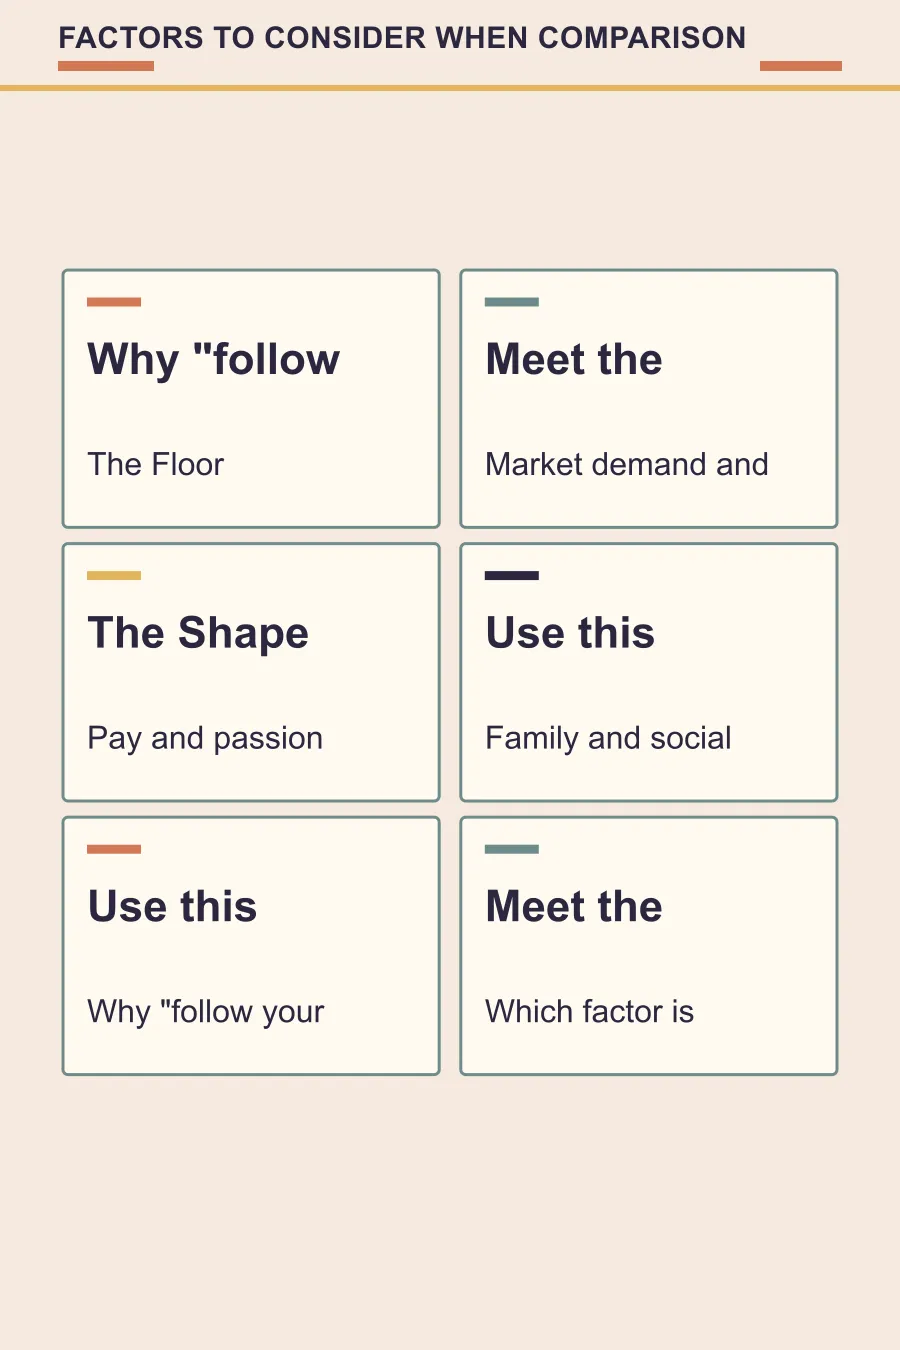 FACTORS TO CONSIDER WHEN COMPARISON
Why "follow
The Floor
Meet the
Market demand and
The Shape
Pay and passion
Use this
Family and social
Use this
Why "follow your
Meet the
Which factor is